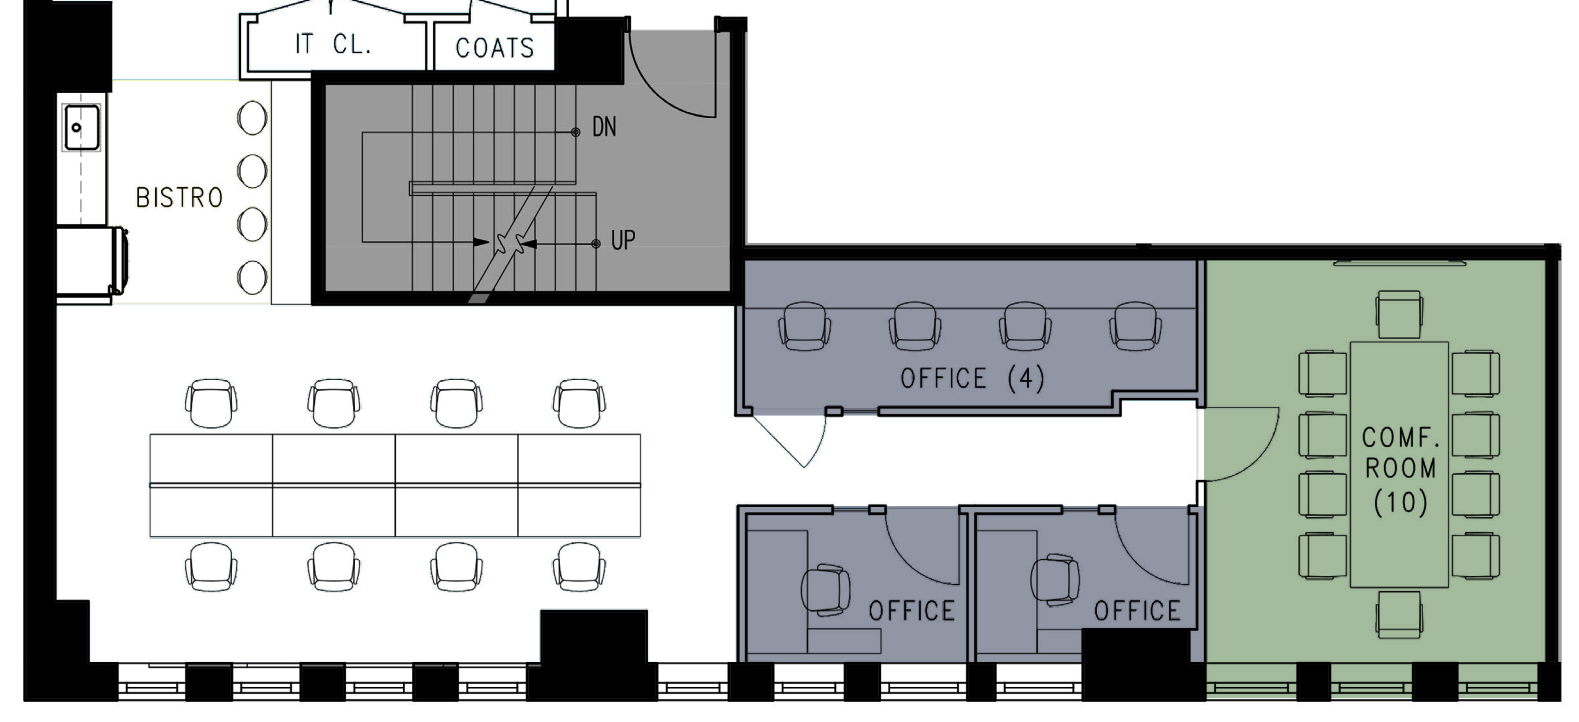 IT CL.
COATS
DN
BISTRO
UP
OFFICE (4)
COMF.
ROOM
(10)
OFFICE
OFFICE